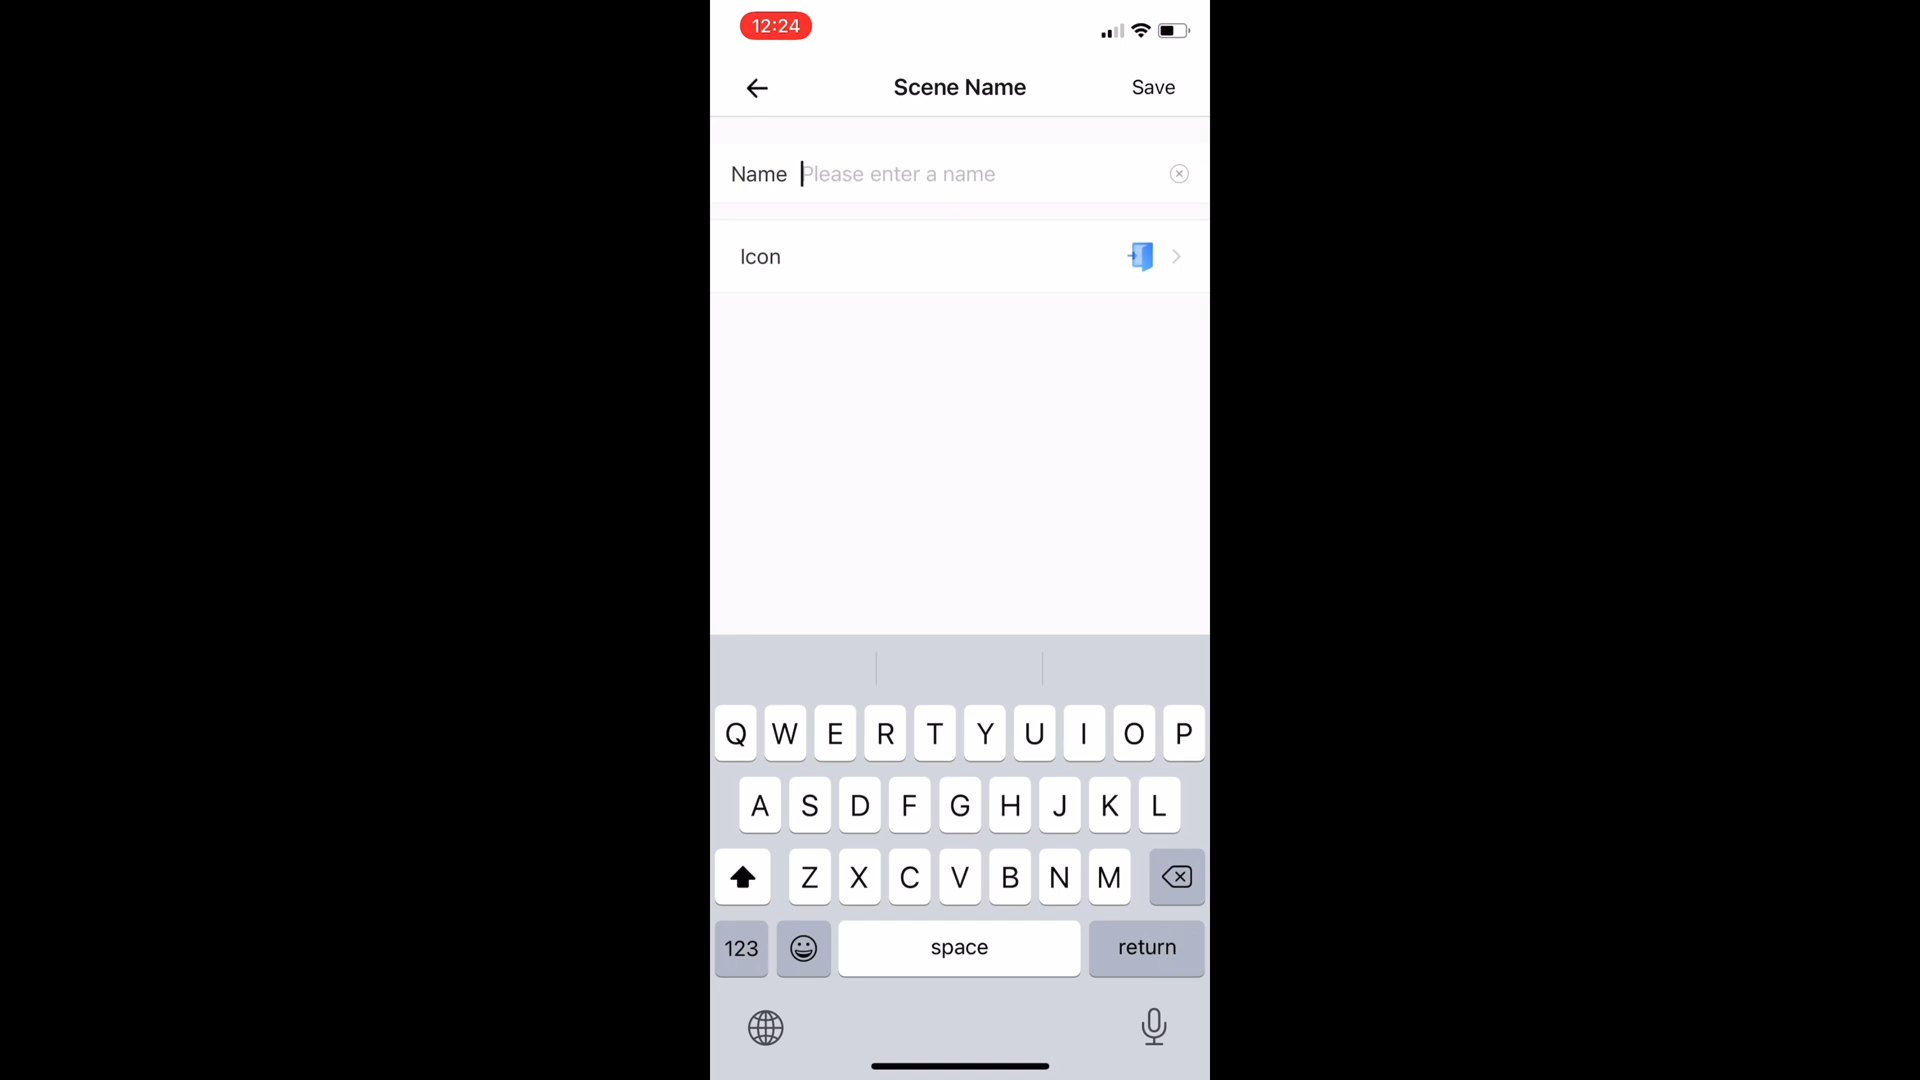 12:24
Scene Name
Save
Name Please enter a name
Icon
Q W E R T Y U I O P
A S D F G H J K L
Z X C V B N M
123 space return